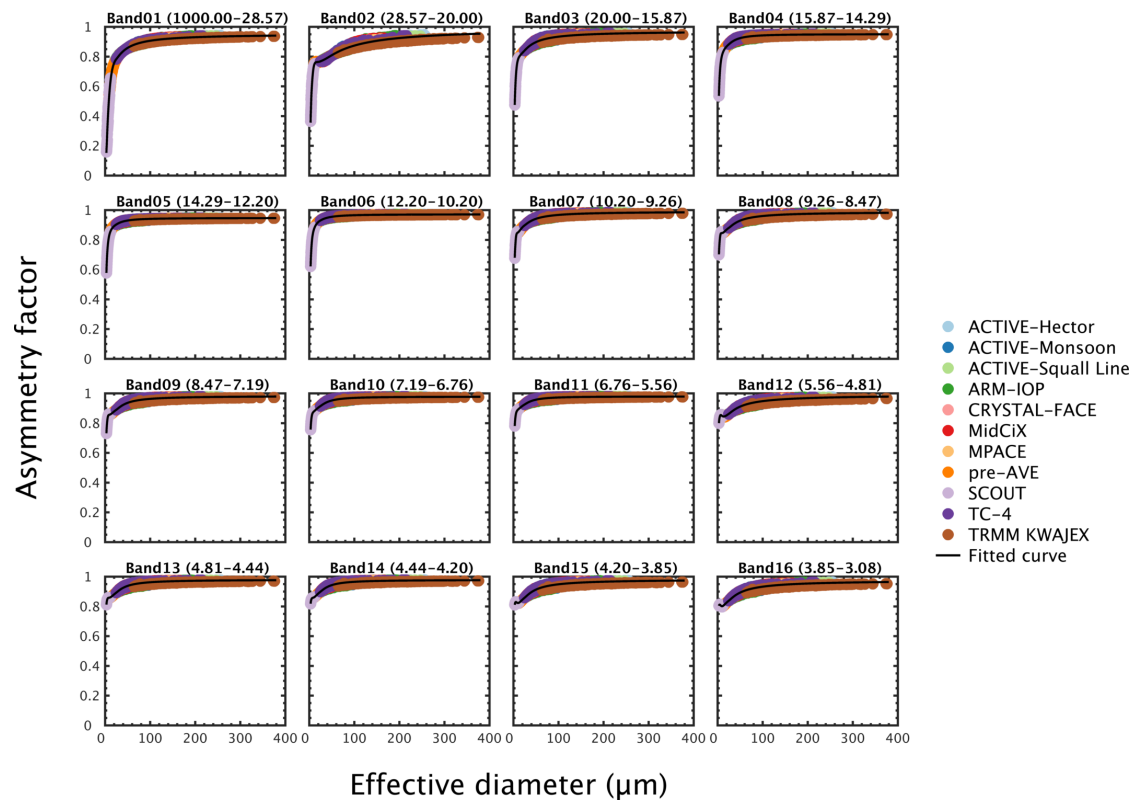 Band01 (1000.00−28.57)
Band02 (28.57−20.00)
Band03 (20.00−15.87)
Band04 (15.87−14.29)
1
0.8
0.6
0.4
0.2
0
Band05 (14.29−12.20)
Band06 (12.20−10.20)
Band07 (10.20−9.26)
Band08 (9.26−8.47)
1
0.8
0.6
0.4
0.2
0
Band09 (8.47−7.19)
Band10 (7.19−6.76)
Band11 (6.76−5.56)
Band12 (5.56−4.81)
1
0.8
0.6
0.4
0.2
0
Band13 (4.81−4.44)
Band14 (4.44−4.20)
Band15 (4.20−3.85)
Band16 (3.85−3.08)
1
0.8
0.6
0.4
0.2
0
0 100 200 300 400
0 100 200 300 400
0 100 200 300 400
0 100 200 300 400
Asymmetry factor
Effective diameter (μm)
ACTIVE−Hector
ACTIVE−Monsoon
ACTIVE−Squall Line
ARM−IOP
CRYSTAL−FACE
MidCiX
MPACE
pre−AVE
SCOUT
TC−4
TRMM KWAJEX
Fitted curve